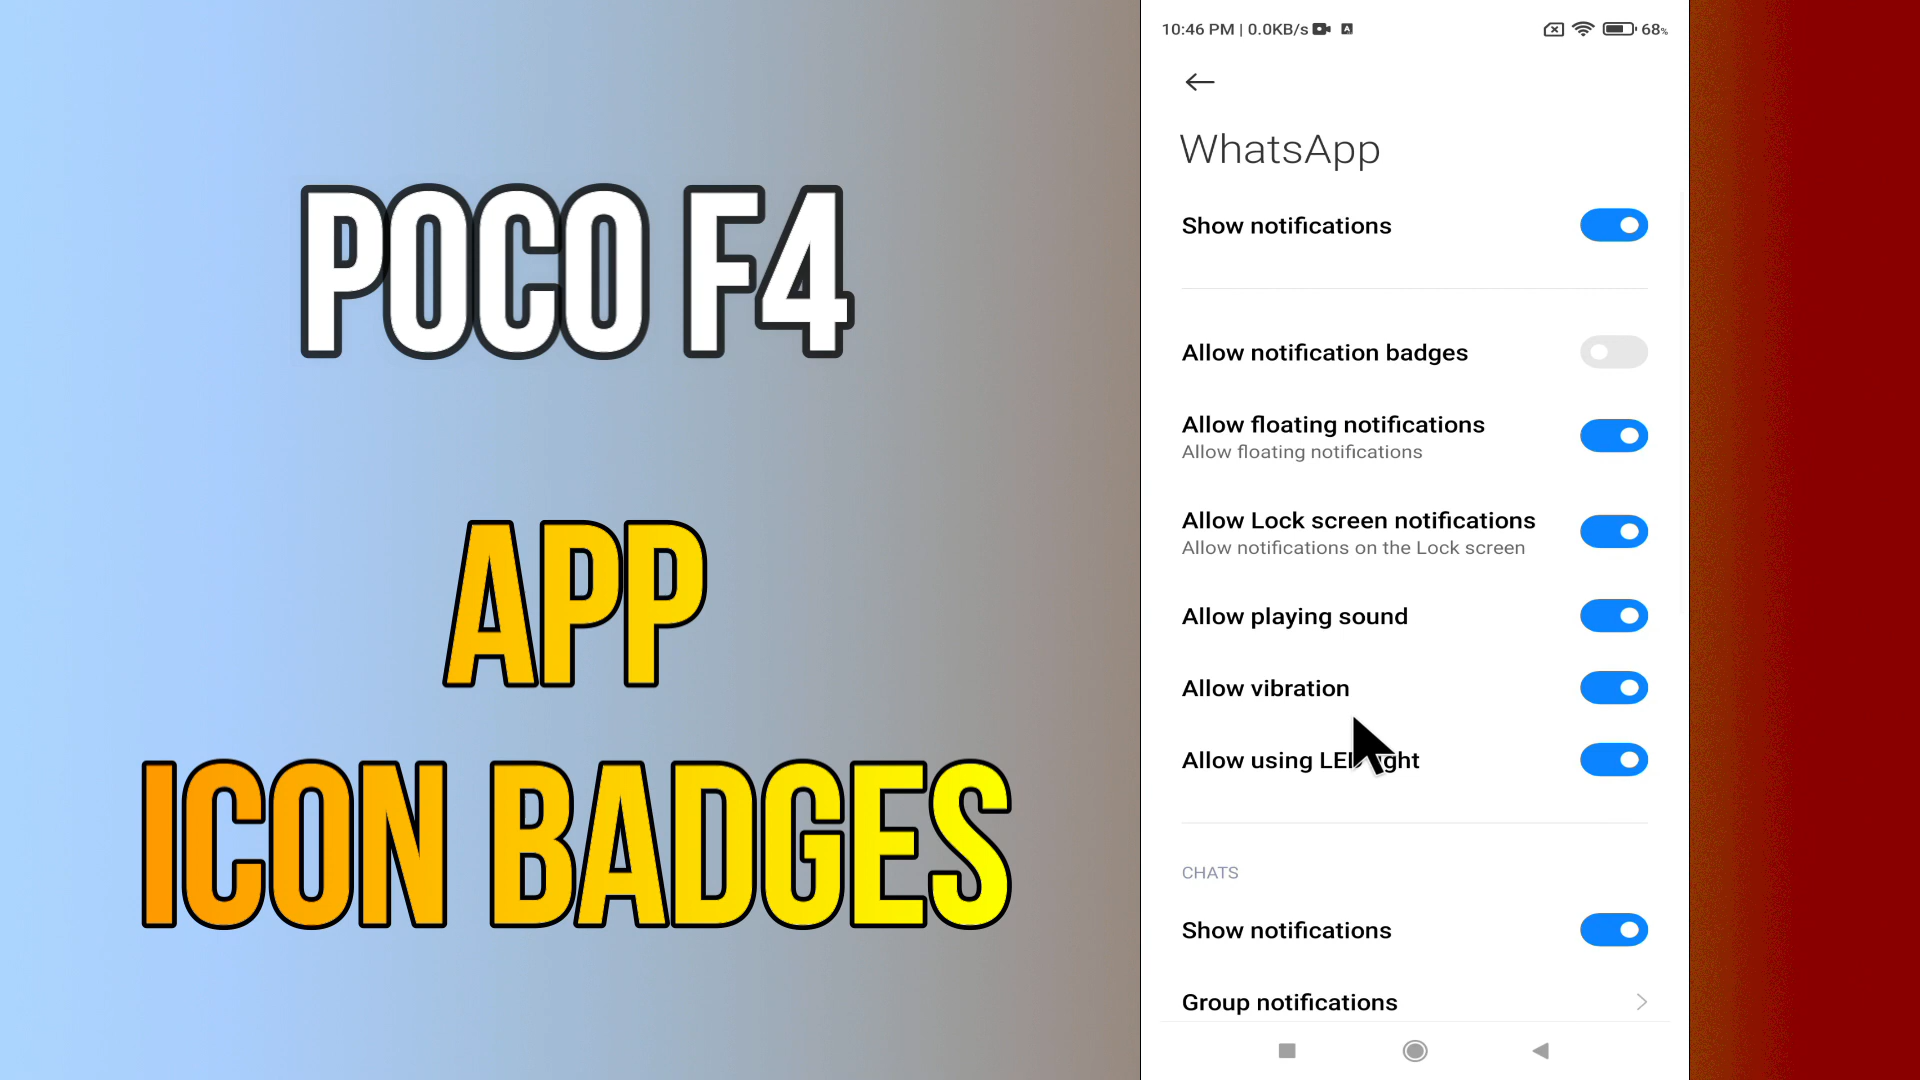 POCO F4
APP
ICON BADGES
10:46 PM | 0.0KB/s
68%
WhatsApp
Show notifications
Allow notification badges
Allow floating notifications
Allow floating notifications
Allow Lock screen notifications
Allow notifications on the Lock screen
Allow playing sound
Allow vibration
Allow using
CHATS
Show notifications
Group notifications